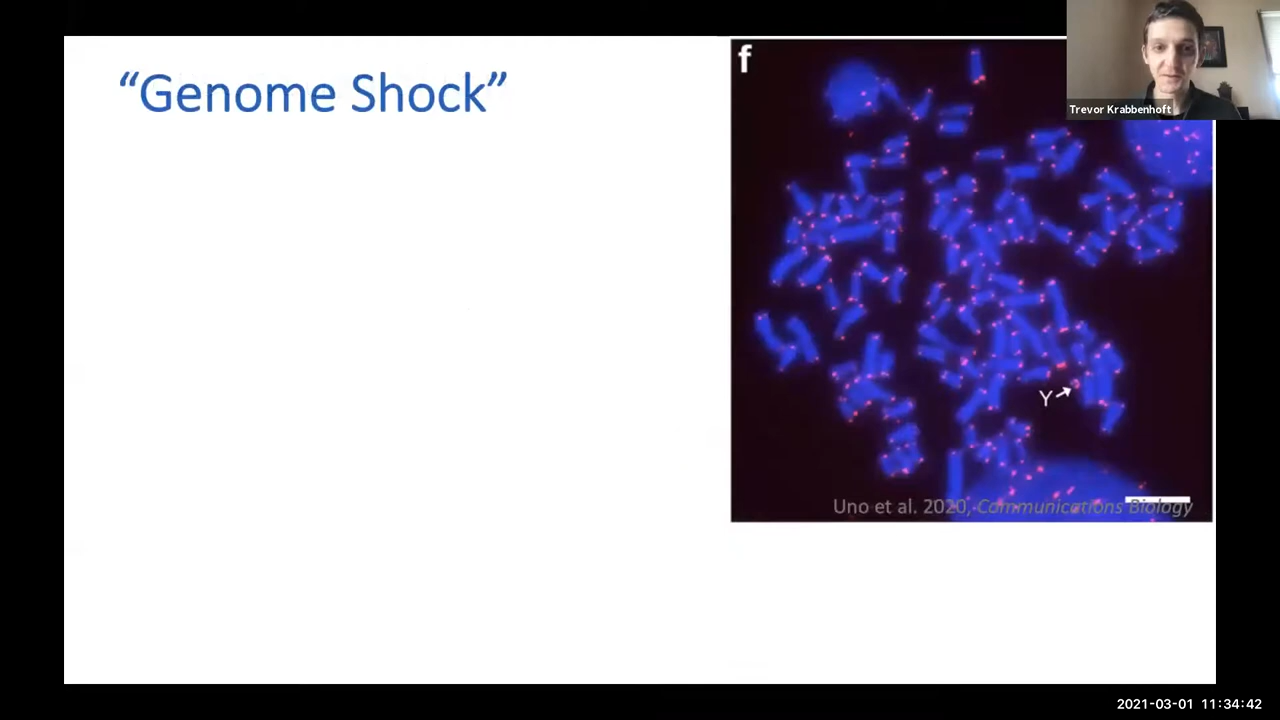 “Genome Shock”
f
Trevor Krabbenhoft
Y
Uno et al. 2020, Communications Biology
2021-03-01 11:34:42